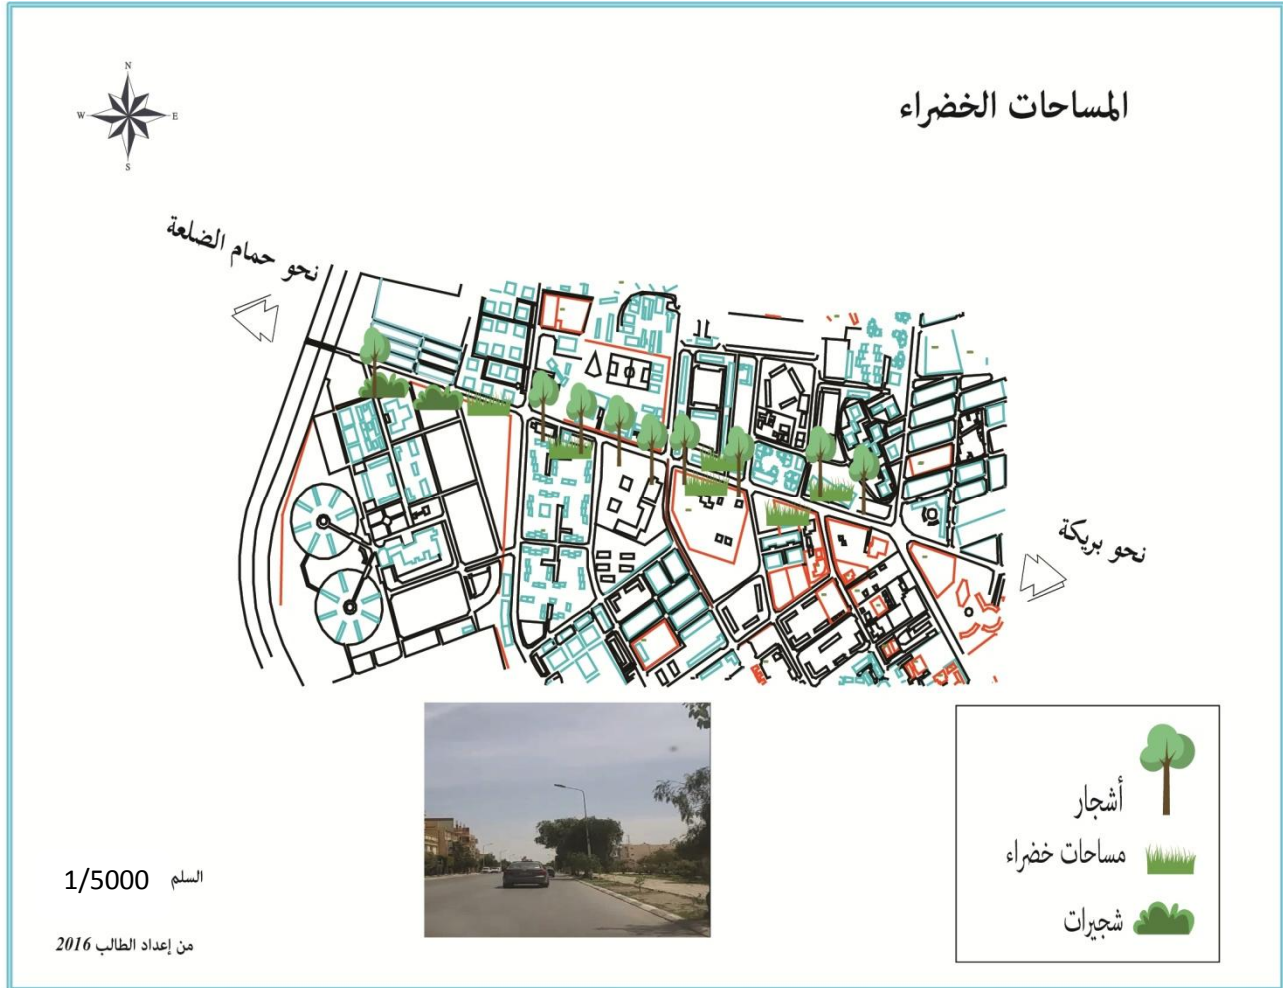 المساحات الخضراء
N
W
E
S
نحو حمام الضلعة
نحو بريكة
أشجار
مساحات خضراء
شجيرات
السلم 1/5000
من إعداد الطالب 2016